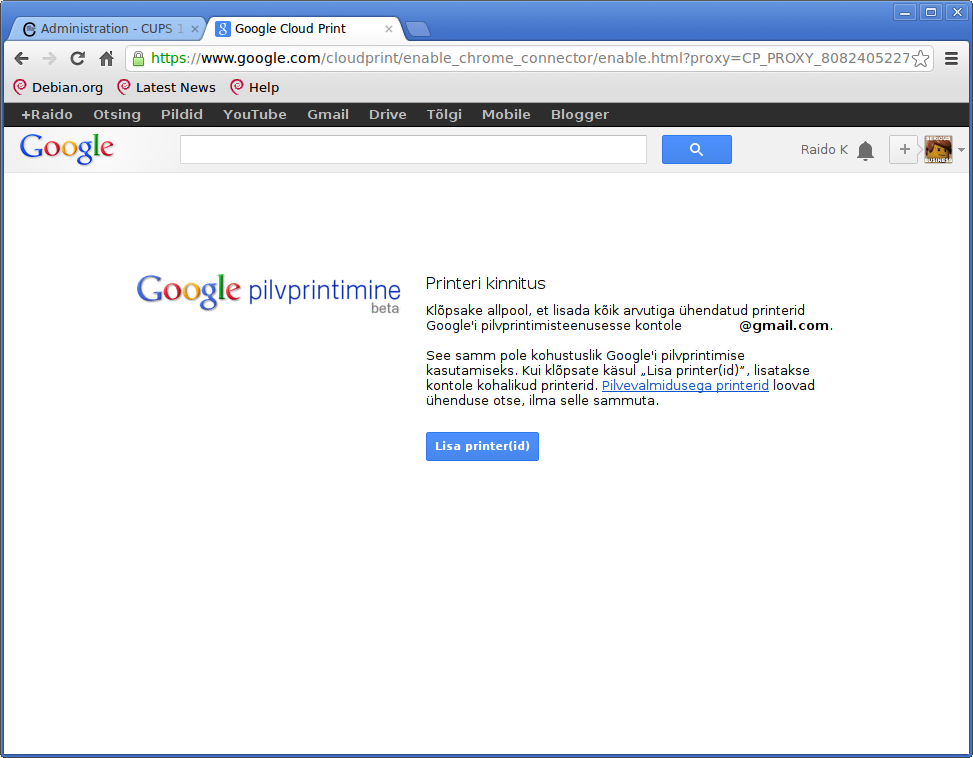 Administration - CUPS 1
Google Cloud Print
https://www.google.com/cloudprint/enable_chrome_connector/enable.html?proxy=CP_PROXY_8082405227
Debian.org Latest News Help
+Raido Otsing Pildid YouTube Gmail Drive Tõlgi Mobile Blogger
Google
Raido K
SERIOUS
BUSINESS
Google pilvprintimine
beta
Printeri kinnitus
Klõpsake allpool, et lisada kõik arvutiga ühendatud printerid
Google'i pilvprintimisteenusesse kontole @gmail.com.
See samm pole kohustuslik Google'i pilvprintimise
kasutamiseks. Kui klõpsate käsul „Lisa printer(id)”, lisatakse
kontole kohalikud printerid. Pilvevalmidusega printerid loovad
ühenduse otse, ilma selle sammuta.
Lisa printer(id)